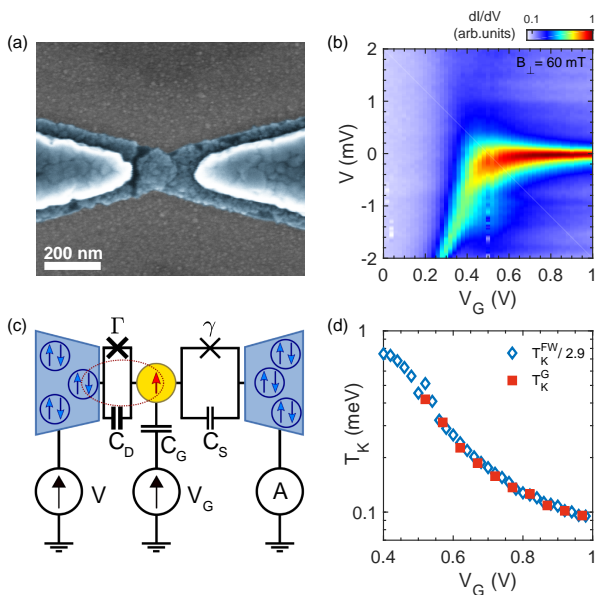 (a)
200 nm
(b)
dI/dV
(arb.units)
0.1
1
B⊥= 60 mT
V (mV)
2
1
0
-1
-2
0
0.2
0.4
0.6
0.8
1
V_G (V)
(c)
Γ
γ
C_D
C_G
C_S
V
V_G
A
(d)
T_K^FW/ 2.9
T_K^G
T_K (meV)
1
0.1
0.4
0.6
0.8
1
V_G (V)